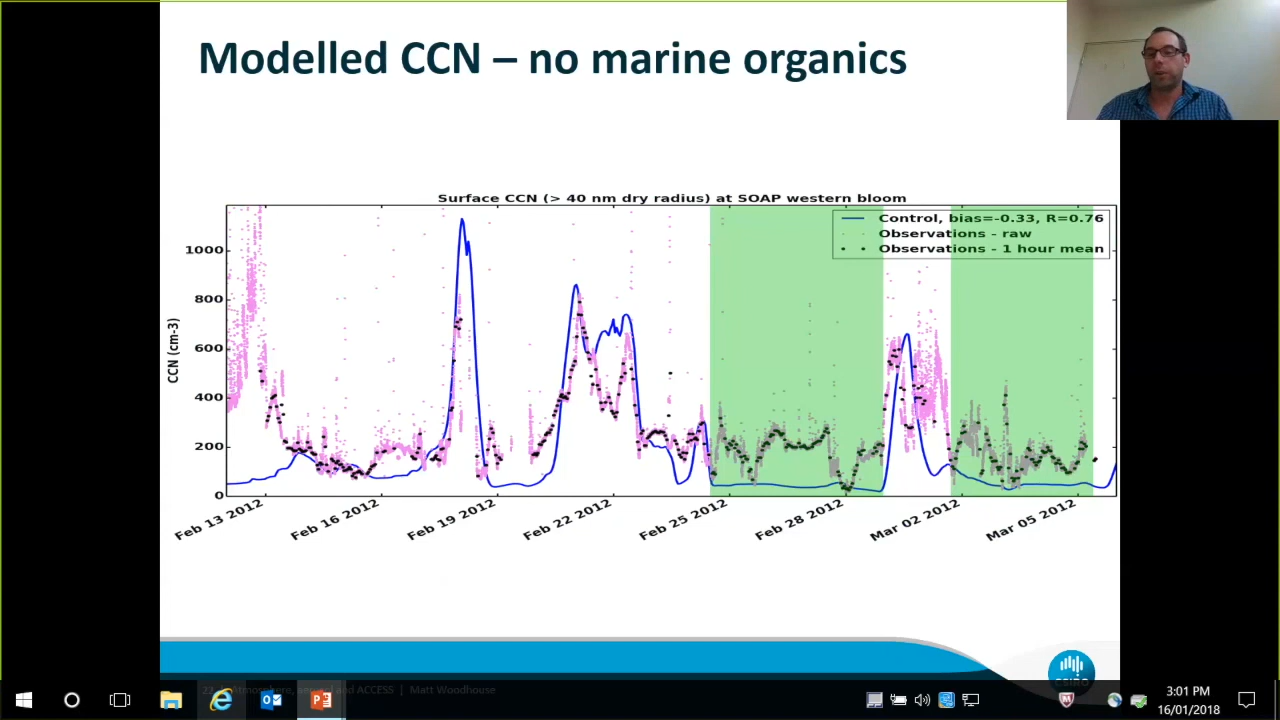 Modelled CCN – no marine organics
Surface CCN (> 40 nm dry radius) at SOAP western bloom
Control, bias=-0.33, R=0.76
Observations - raw
Observations - 1 hour mean
CCN (cm-3)
1000
800
600
400
200
0
Feb 13 2012
Feb 16 2012
Feb 19 2012
Feb 22 2012
Feb 25 2012
Feb 28 2012
Mar 02 2012
Mar 05 2012
CSIRO
and ACCESS | Matt Woodhouse
3:01 PM
16/01/2018